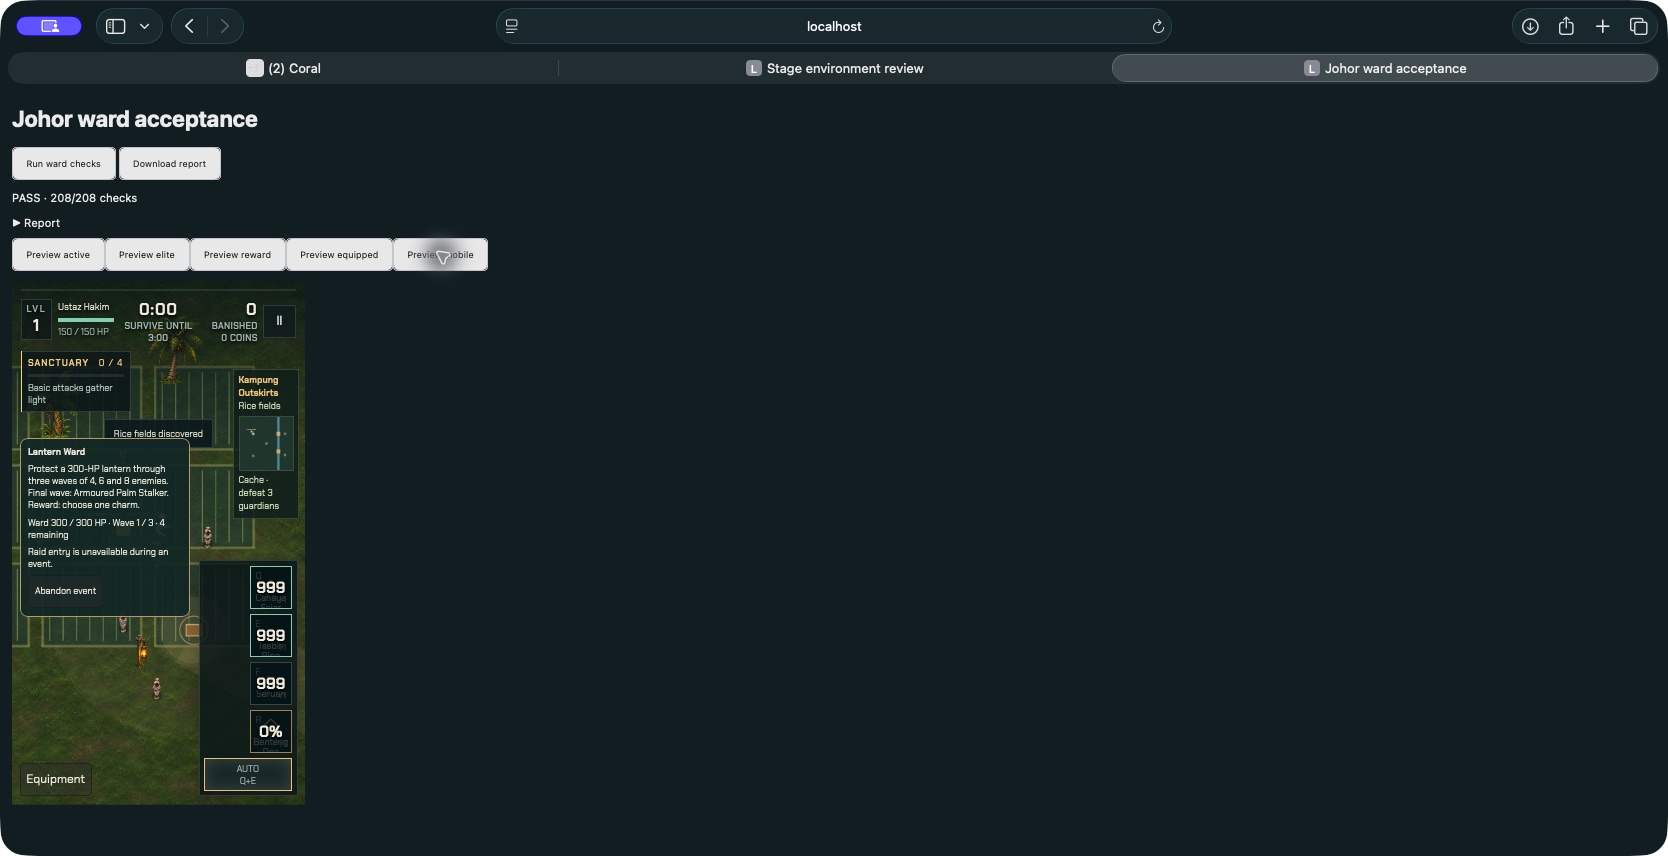 localhost
(2) Coral
L Stage environment review
L Johor ward acceptance
Johor ward acceptance
Run ward checks
Download report
PASS · 208/208 checks
▶ Report
Preview active
Preview elite
Preview reward
Preview equipped
LVL
1
Ustaz Hakim
150 / 150 HP
0:00
SURVIVE UNTIL
3:00
0
BANISHED
0 COINS
II
SANCTUARY 0 / 4
Basic attacks gather
light
Kampung
Outskirts
Rice fields
Cache ·
defeat 3
guardians
Rice fields discovered
Lantern Ward
Protect a 300-HP lantern through
three waves of 4, 6 and 8 enemies.
Final wave: Armoured Palm Stalker.
Reward: choose one charm.
Ward 300 / 300 HP · Wave 1 / 3 · 4
remaining
Raid entry is unavailable during an
event.
Abandon event
999
999
999
Seruan
0%
Benteng
AUTO
Q+E
Equipment